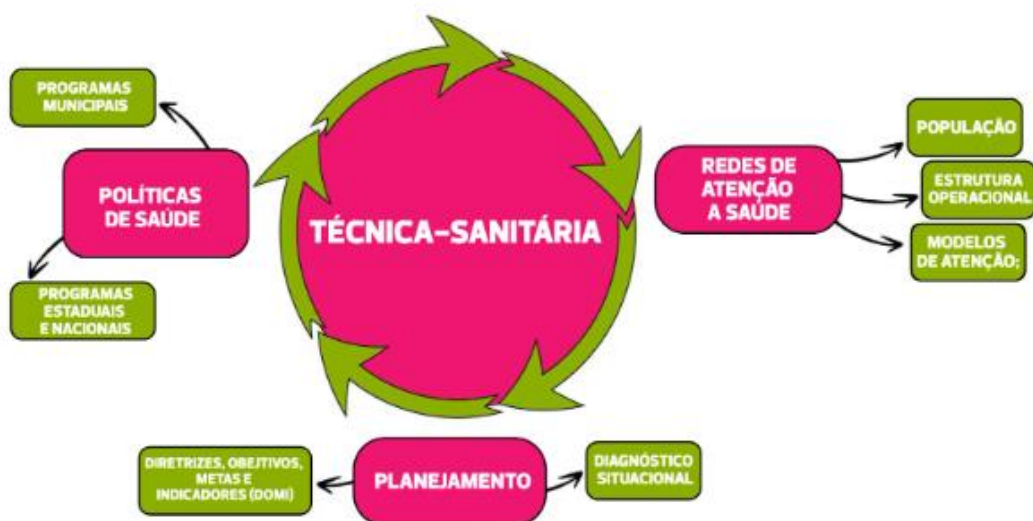 PROGRAMAS
MUNICIPAIS
POLÍTICAS
DE SAÚDE
PROGRAMAS
ESTADUAIS
E NACIONAIS
TÉCNICA-SANITÁRIA
REDES DE
ATENÇÃO
A SAÚDE
POPULAÇÃO
ESTRUTURA
OPERACIONAL
MODELOS
DE ATENÇÃO;
DIRETRIZES, OBEJTIVOS,
METAS E
INDICADORES (DOMI)
PLANEJAMENTO
DIAGNÓSTICO
SITUACIONAL